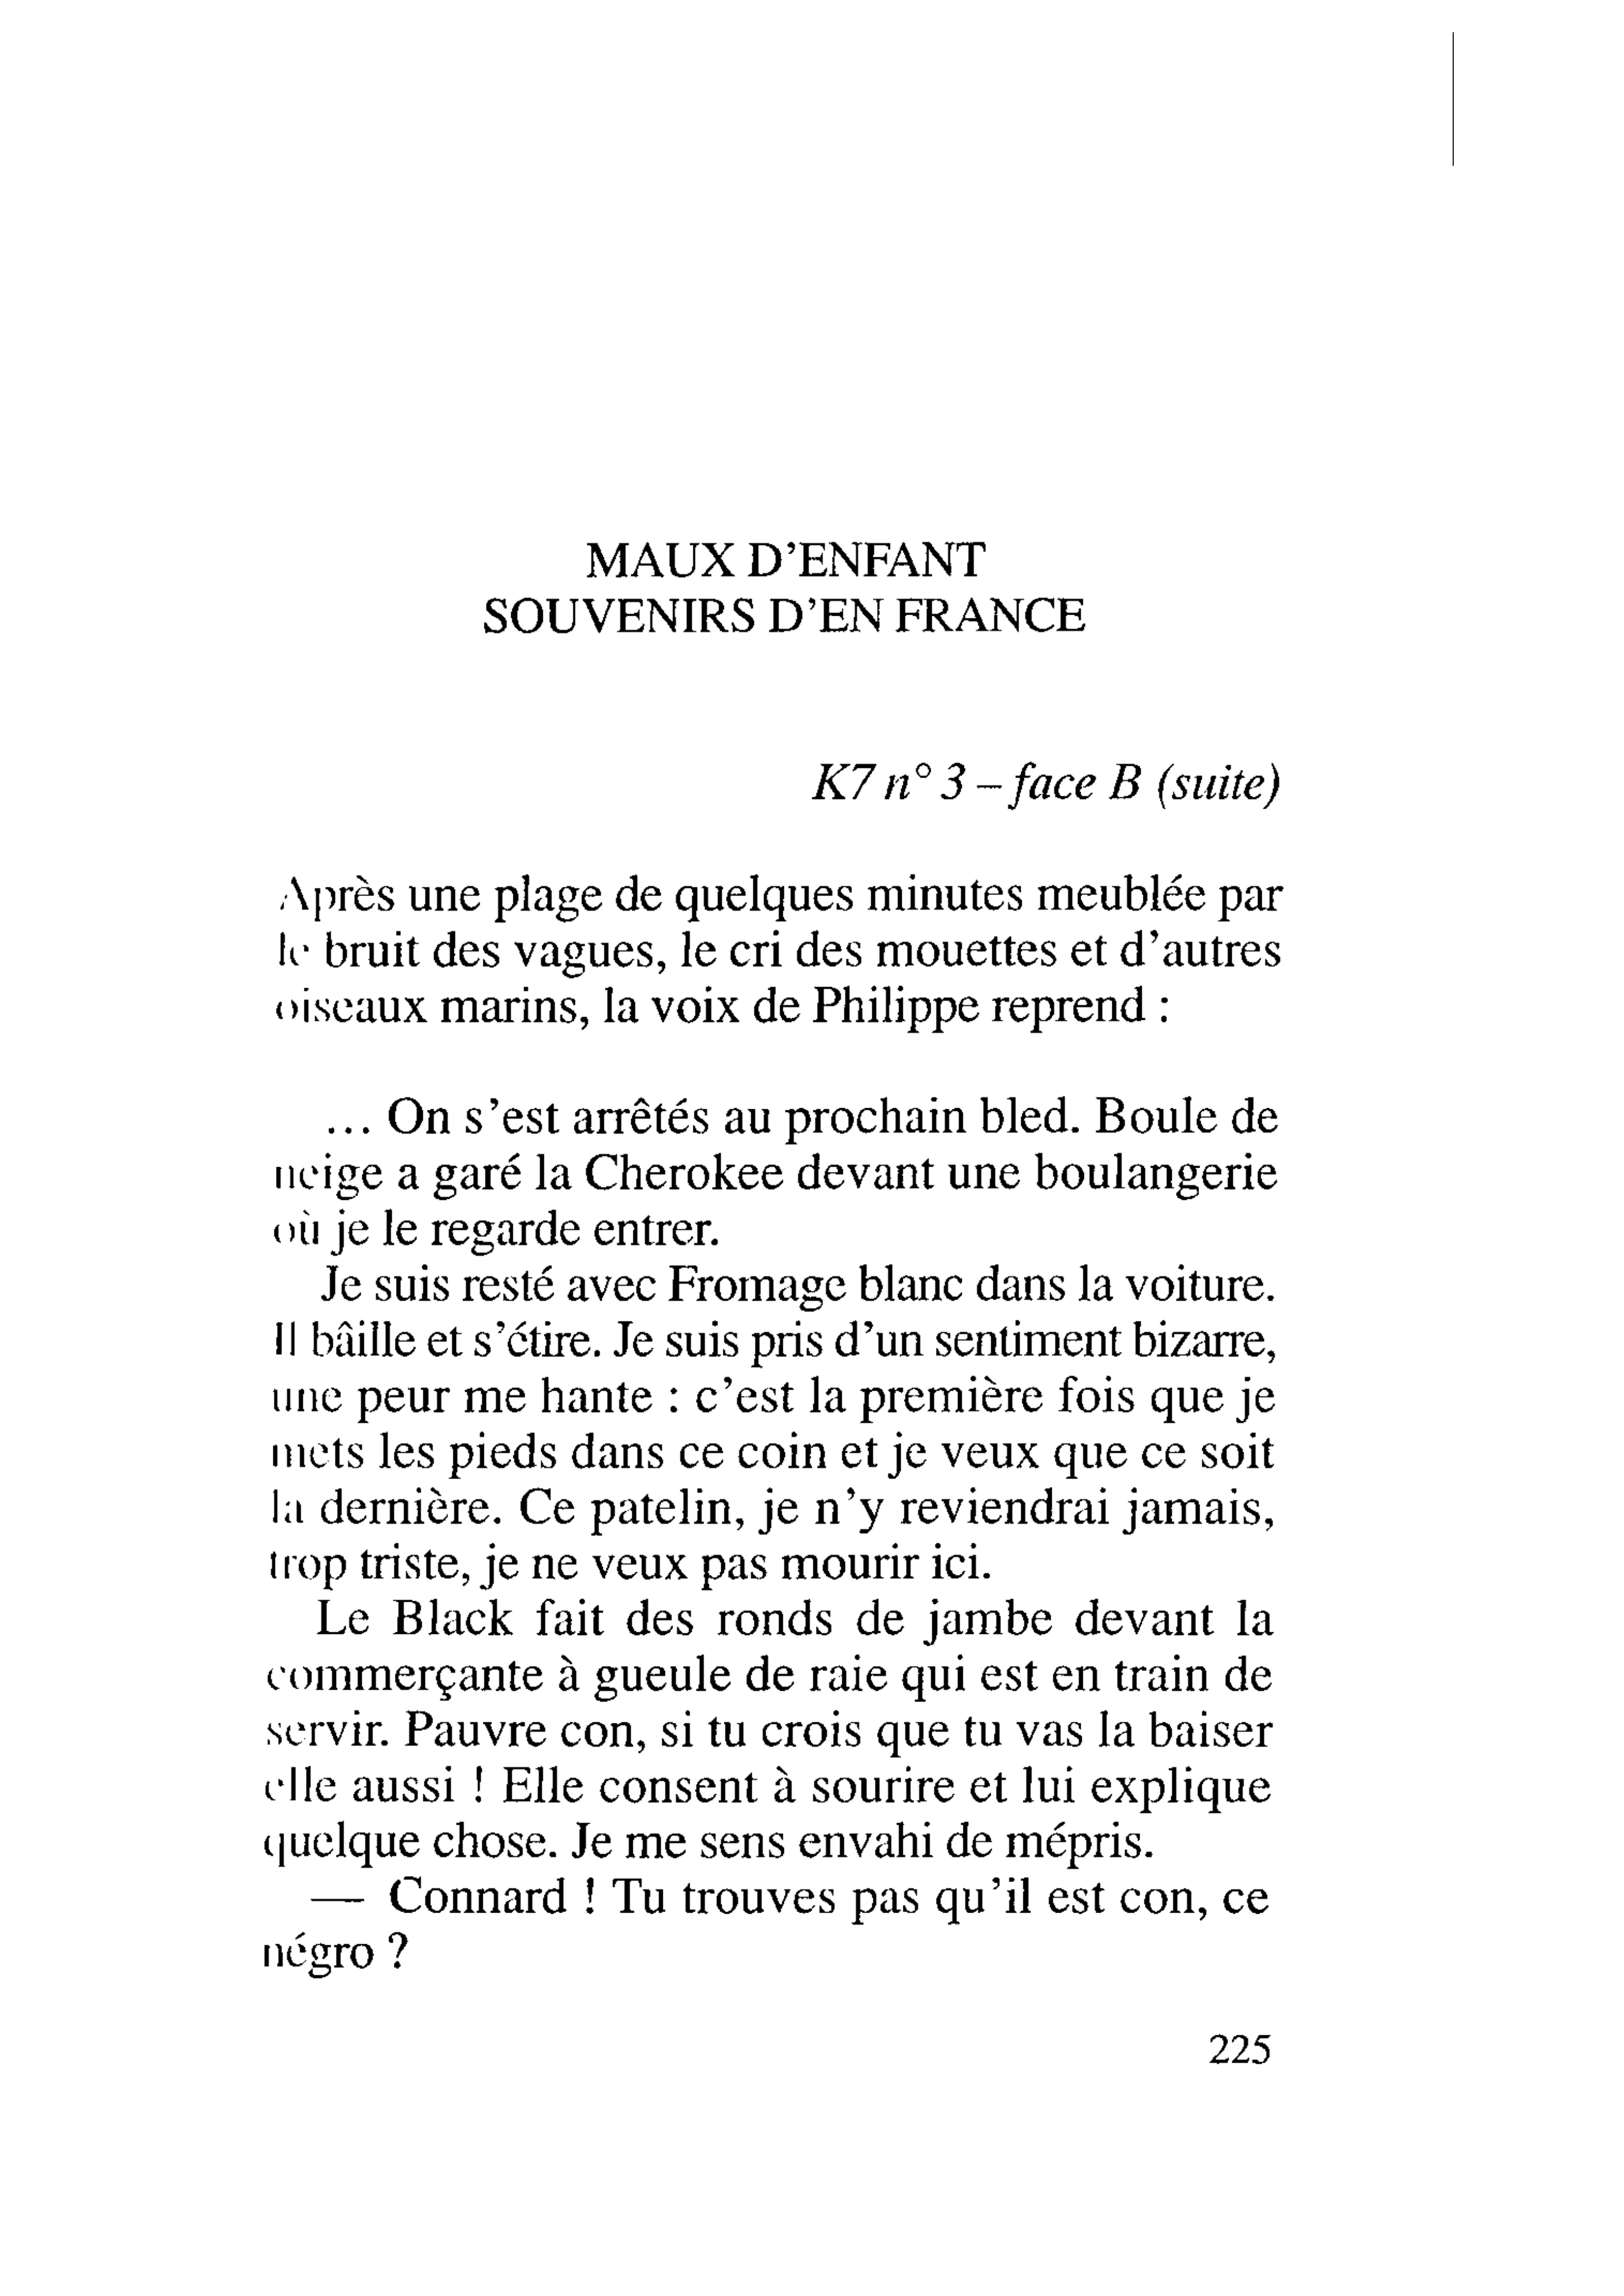 MAUX D'ENFANT
SOUVENIRS D'EN FRANCE
K7 n° 3 – face B (suite)
Après une plage de quelques minutes meublée par
le bruit des vagues, le cri des mouettes et d'autres
oiseaux marins, la voix de Philippe reprend :
... On s'est arrêtés au prochain bled. Boule de
neige a garé la Cherokee devant une boulangerie
où je le regarde entrer.
Je suis resté avec Fromage blanc dans la voiture.
Il bâille et s'étire. Je suis pris d'un sentiment bizarre,
une peur me hante : c'est la première fois que je
mets les pieds dans ce coin et je veux que ce soit
la dernière. Ce patelin, je n'y reviendrai jamais,
trop triste, je ne veux pas mourir ici.
Le Black fait des ronds de jambe devant la
commerçante à gueule de raie qui est en train de
servir. Pauvre con, si tu crois que tu vas la baiser
elle aussi ! Elle consent à sourire et lui explique
quelque chose. Je me sens envahi de mépris.
— Connard ! Tu trouves pas qu'il est con, ce
négro ?
225